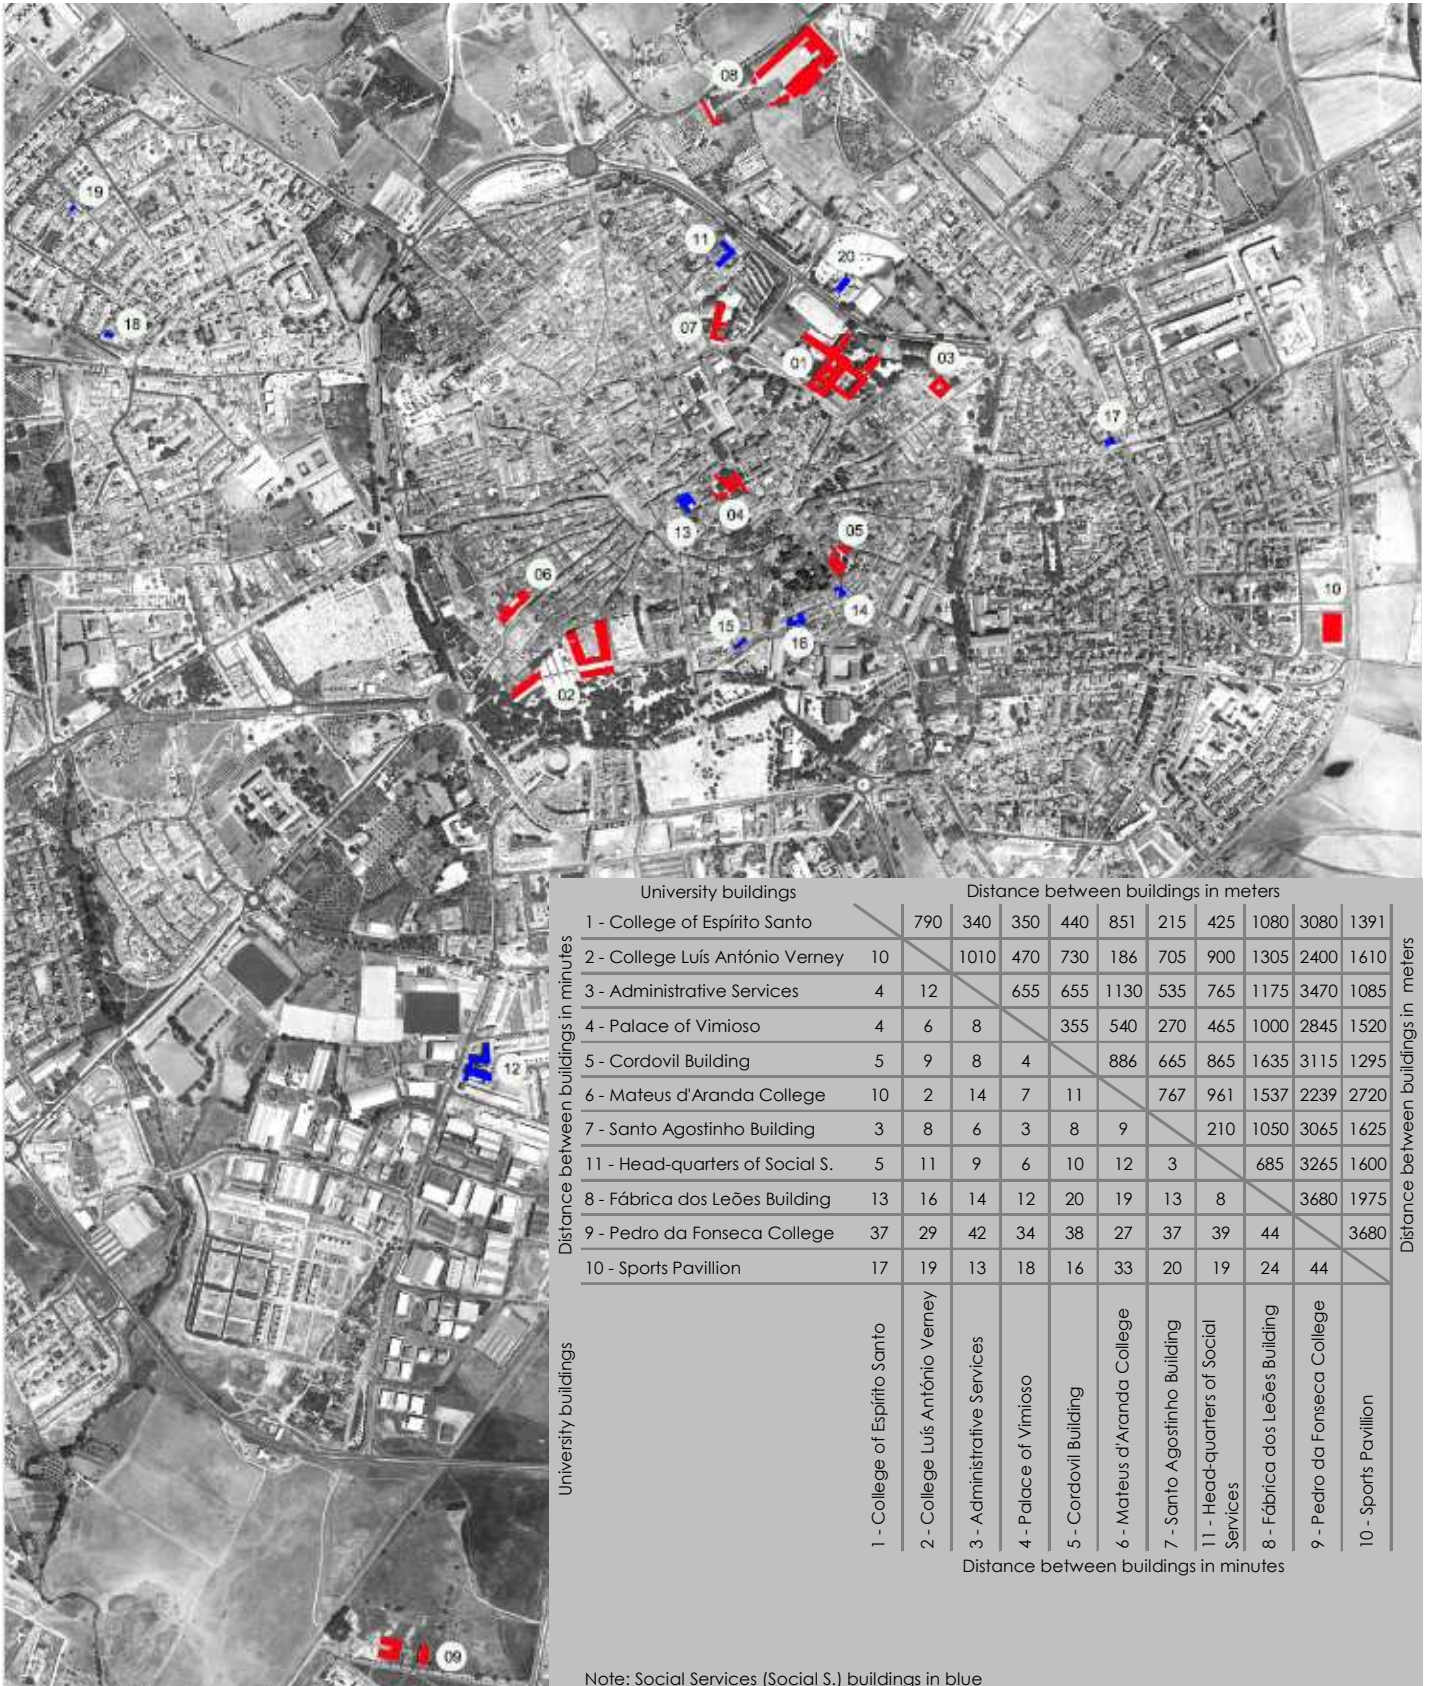 08
19
11
20
18
07
01
03
17
13
04
05
06
10
14
15
16
02
12
09
University buildings Distance between buildings in meters
1 - College of Espírito Santo 790 340 350 440 851 215 425 1080 3080 1391
2 - College Luís António Verney 10 1010 470 730 186 705 900 1305 2400 1610
3 - Administrative Services 4 12 655 655 1130 535 765 1175 3470 1085
4 - Palace of Vimioso 4 6 8 355 540 270 465 1000 2845 1520
5 - Cordovil Building 5 9 8 4 886 665 865 1635 3115 1295
6 - Mateus d'Aranda College 10 2 14 7 11 767 961 1537 2239 2720
7 - Santo Agostinho Building 3 8 6 3 8 9 210 1050 3065 1625
11 - Head-quarters of Social S. 5 11 9 6 10 12 3 685 3265 1600
8 - Fábrica dos Leões Building 13 16 14 12 20 19 13 8 3680 1975
9 - Pedro da Fonseca College 37 29 42 34 38 27 37 39 44 3680
10 - Sports Pavillion 17 19 13 18 16 33 20 19 24 44
Distance between buildings in minutes
Distance between buildings in meters
University buildings
1 - College of Espírito Santo
2 - College Luís António Verney
3 - Administrative Services
4 - Palace of Vimioso
5 - Cordovil Building
6 - Mateus d'Aranda College
7 - Santo Agostinho Building
11 - Head-quarters of Social
Services
8 - Fábrica dos Leões Building
9 - Pedro da Fonseca College
10 - Sports Pavillion
Distance between buildings in minutes
Note: Social Services (Social S.) buildings in blue